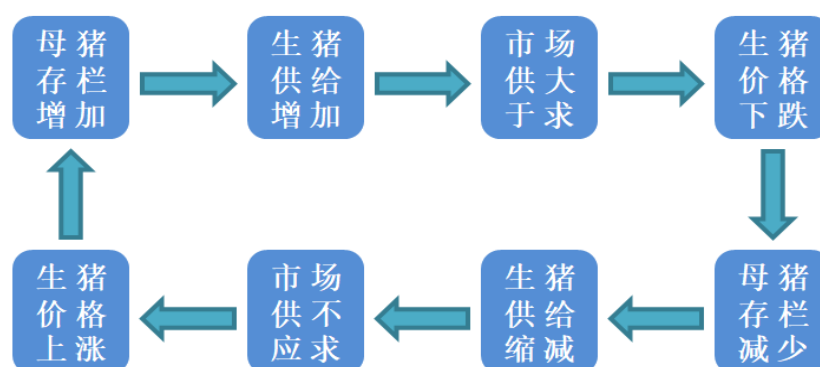 母猪
存栏
增加
生猪
供给
增加
市场
供大
于求
生猪
价格
下跌
生猪
价格
上涨
市场
供不
应求
生猪
供给
缩减
母猪
存栏
减少